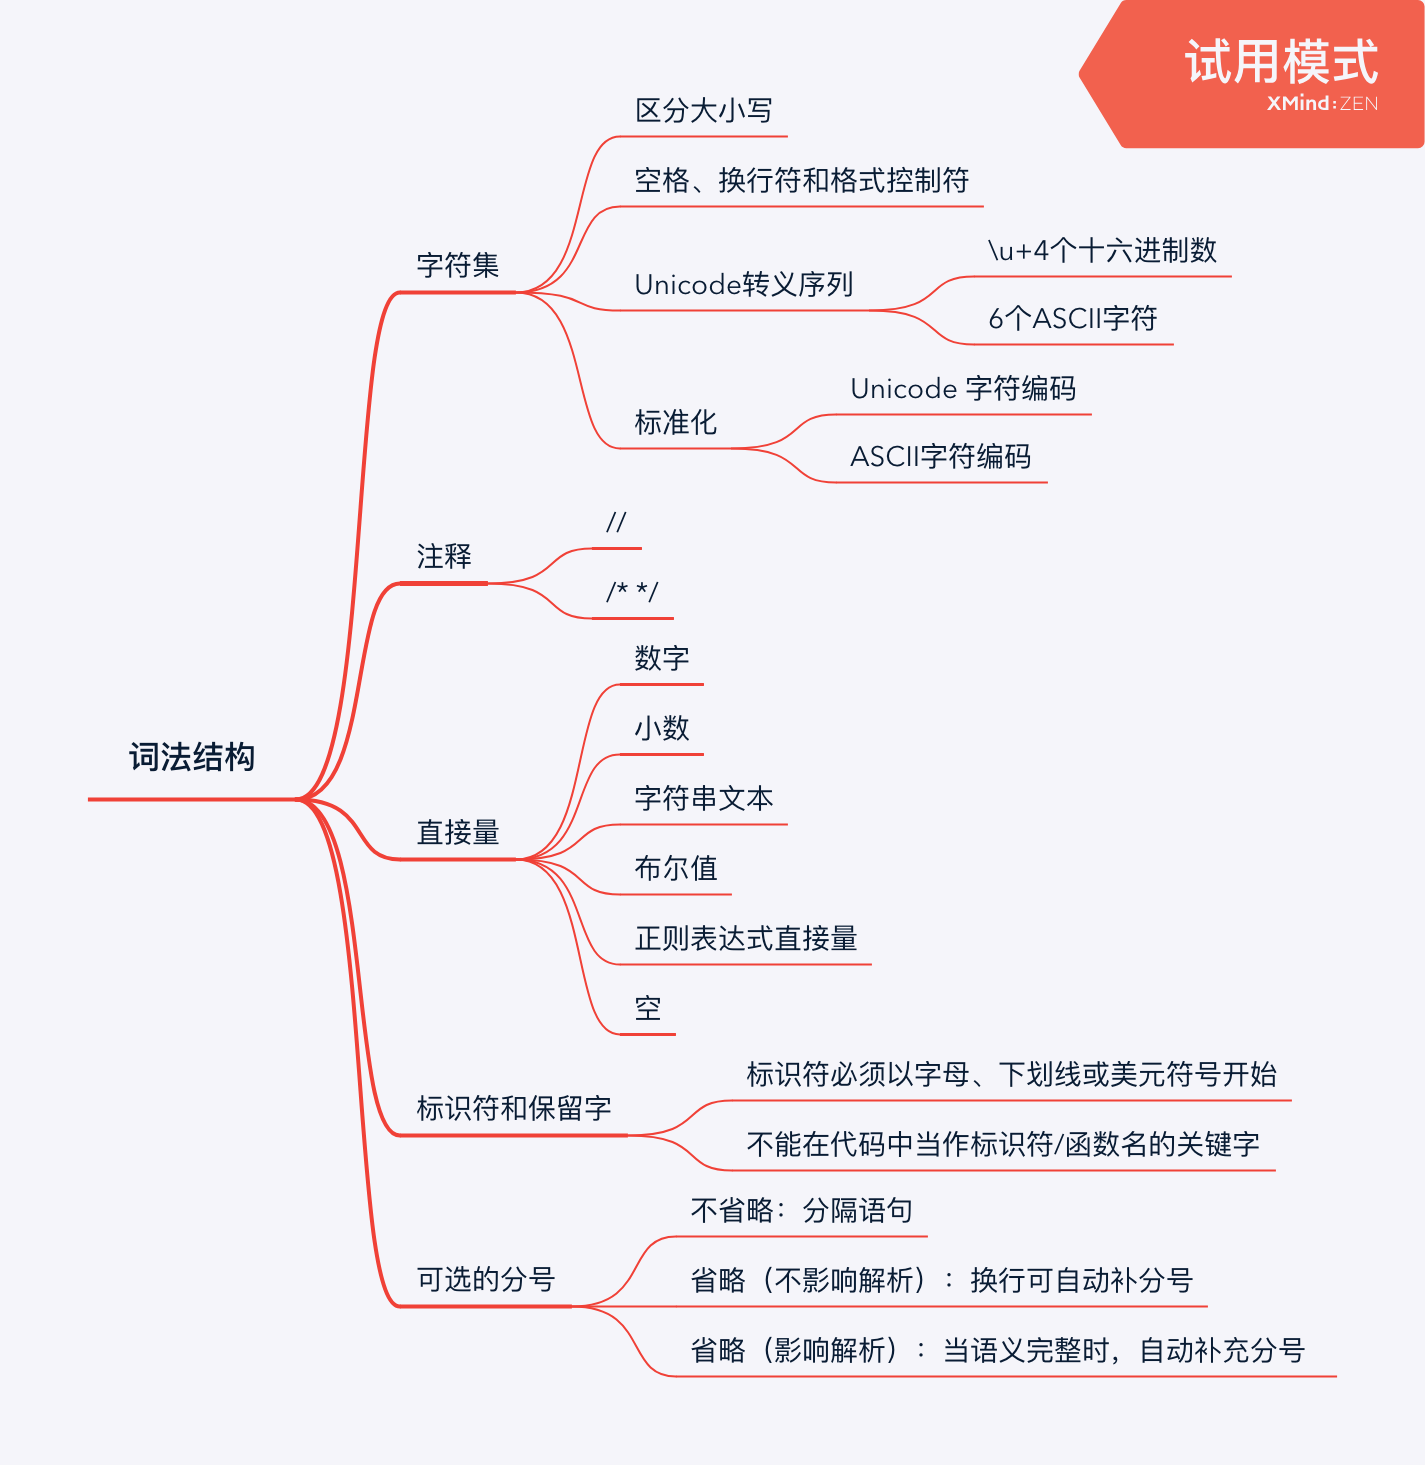 试用模式
XMind:ZEN
词法结构
字符集
区分大小写
空格、换行符和格式控制符
Unicode转义序列
\u+4个十六进制数
6个ASCII字符
标准化
Unicode 字符编码
ASCII字符编码
注释
//
/* */
直接量
数字
小数
字符串文本
布尔值
正则表达式直接量
空
标识符和保留字
标识符必须以字母、下划线或美元符号开始
不能在代码中当作标识符/函数名的关键字
可选的分号
不省略：分隔语句
省略（不影响解析）：换行可自动补分号
省略（影响解析）：当语义完整时，自动补充分号